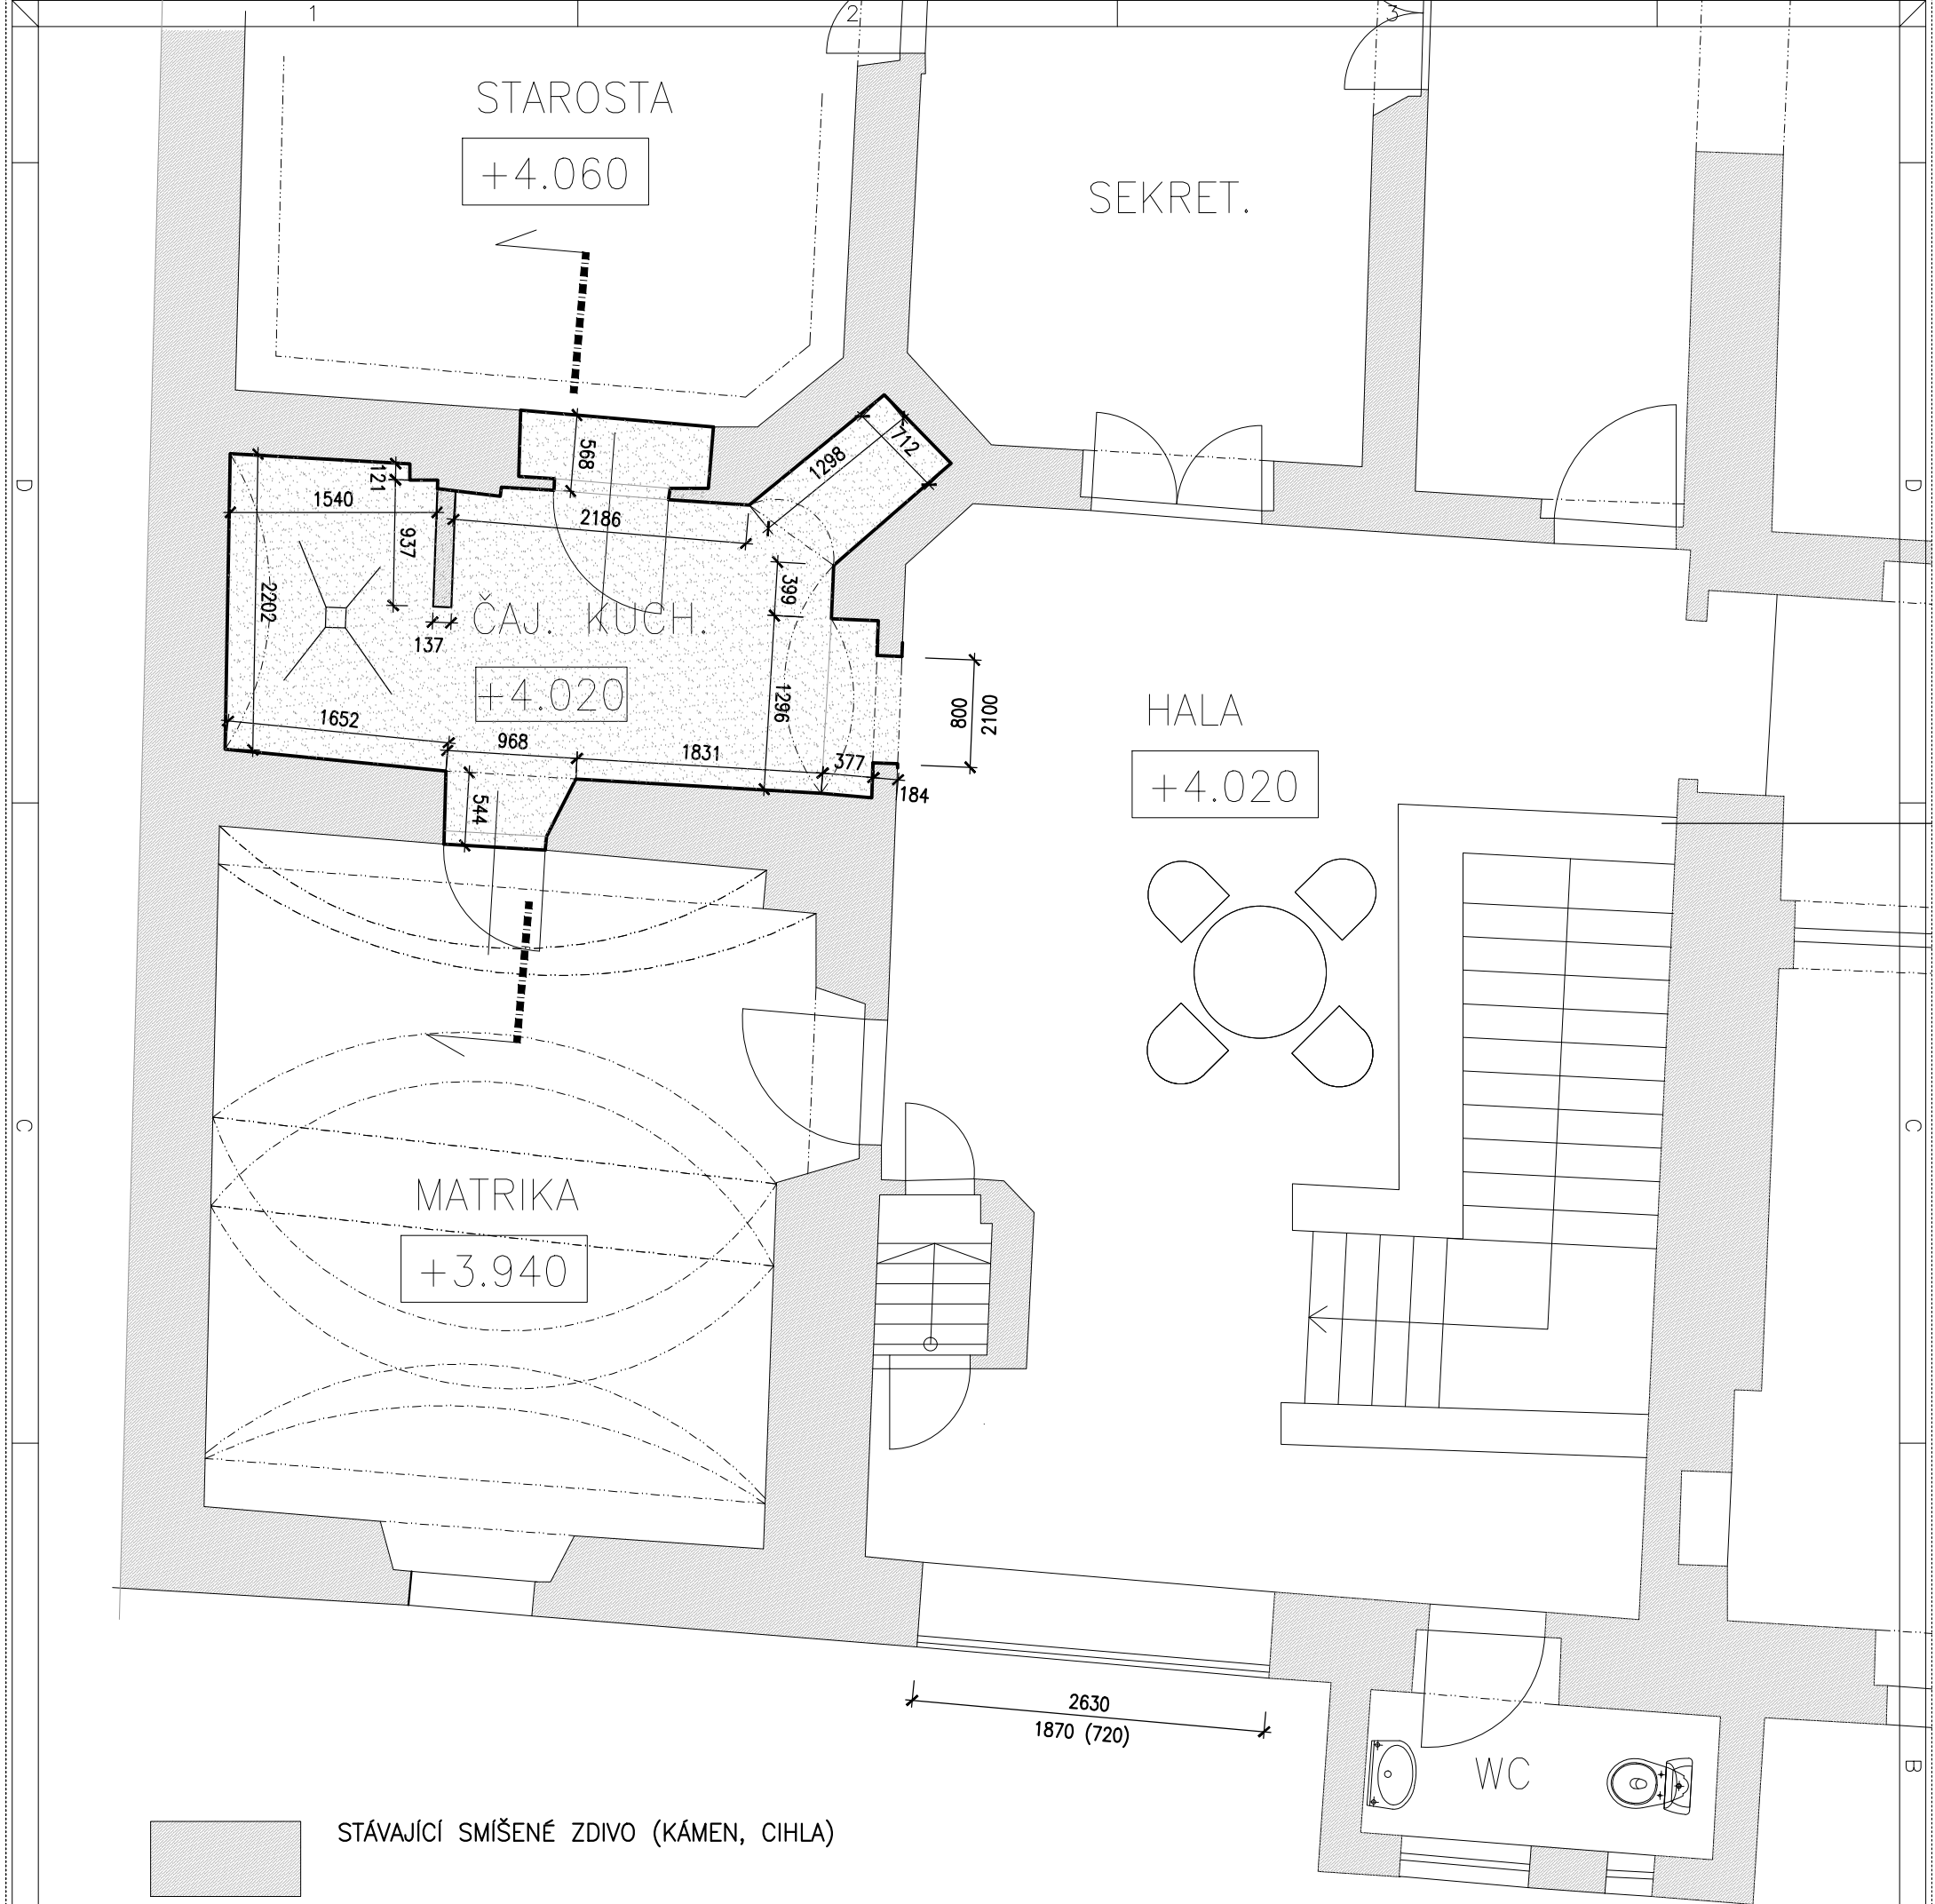 1
2
3
STAROSTA
+4.060
SEKRET.
D
D
568
1298
712
121
1540
2186
937
399
2202
ČAJ. KUCH.
137
+4.020
1296
800
2100
HALA
1652
968
1831
377
184
544
+4.020
C
C
MATRIKA
+3.940
2630
1870 (720)
WC
B
STÁVAJÍCÍ SMÍŠENÉ ZDIVO (KÁMEN, CIHLA)